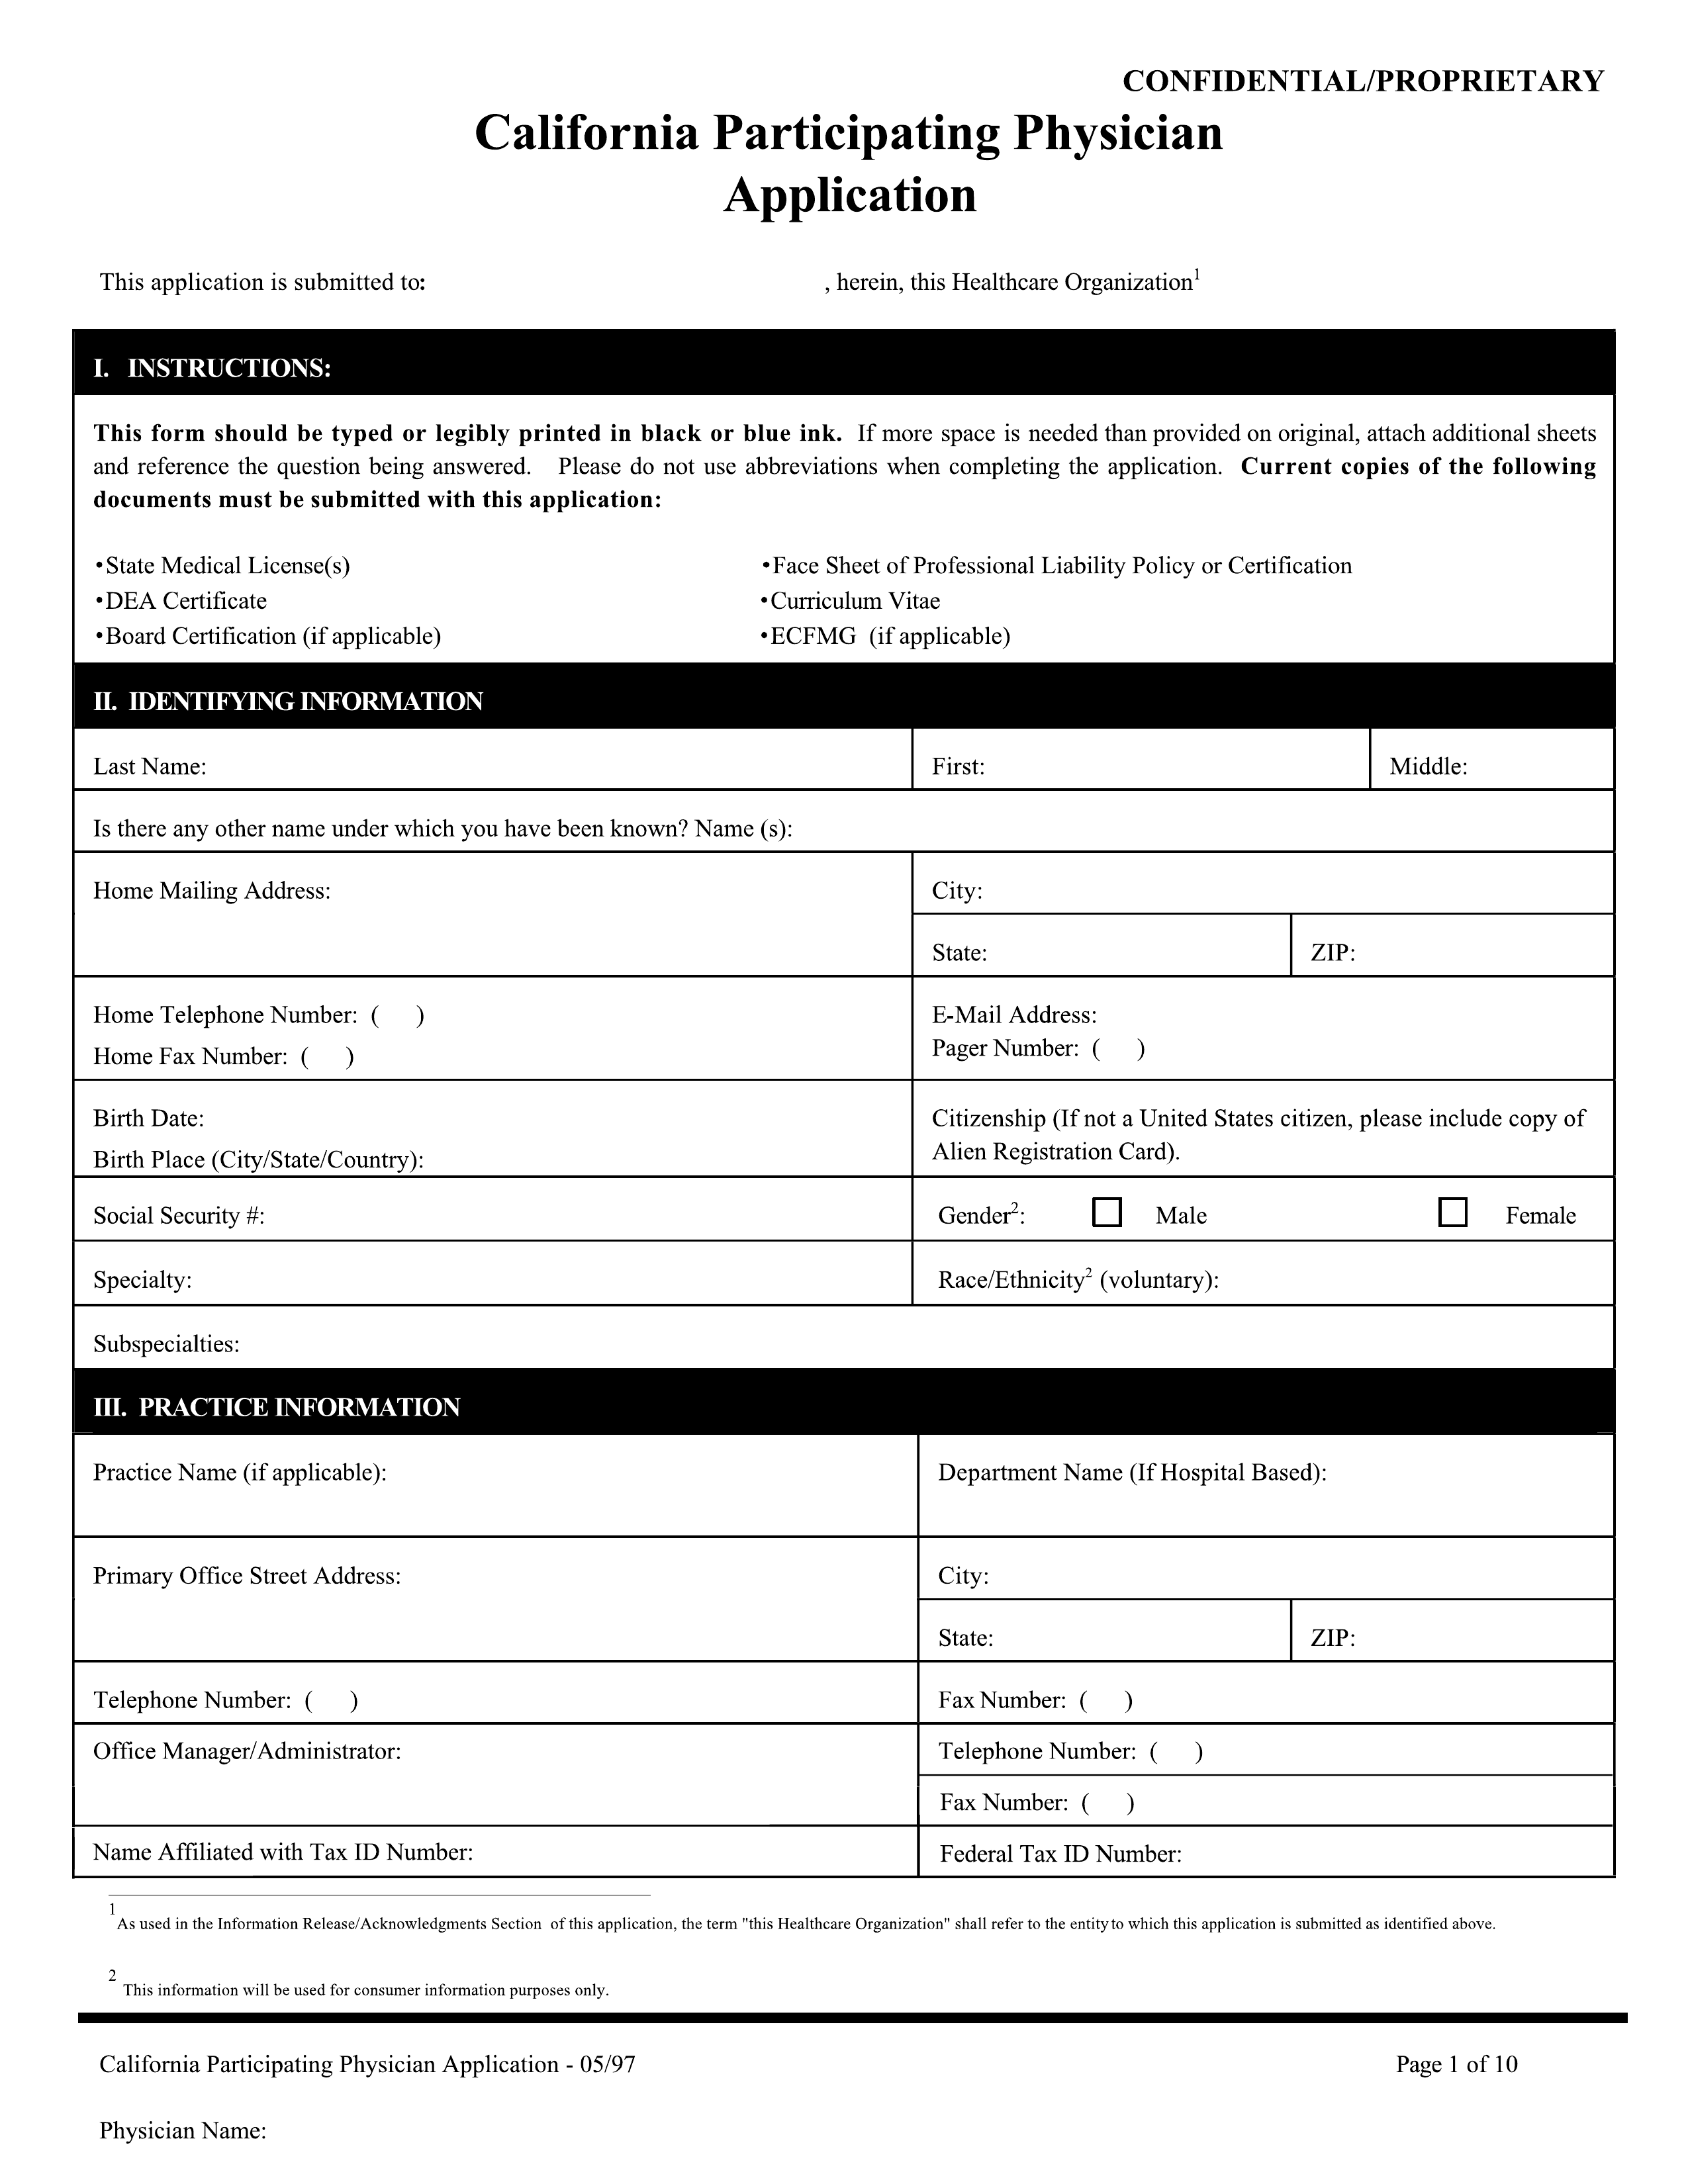 CONFIDENTIAL/PROPRIETARY
California Participating Physician
Application
This application is submitted to: , herein, this Healthcare Organization1
I. INSTRUCTIONS:
This form should be typed or legibly printed in black or blue ink. If more space is needed than provided on original, attach additional sheets
and reference the question being answered. Please do not use abbreviations when completing the application. Current copies of the following
documents must be submitted with this application:
•State Medical License(s) •Face Sheet of Professional Liability Policy or Certification
•DEA Certificate •Curriculum Vitae
•Board Certification (if applicable) •ECFMG (if applicable)
II. IDENTIFYING INFORMATION
Last Name: First: Middle:
Is there any other name under which you have been known? Name (s):
Home Mailing Address: City:
State: ZIP:
Home Telephone Number: ( )
Home Fax Number: ( )
E-Mail Address:
Pager Number: ( )
Birth Date:
Birth Place (City/State/Country):
Citizenship (If not a United States citizen, please include copy of
Alien Registration Card).
Social Security #: Gender2: Male Female
Specialty: Race/Ethnicity2 (voluntary):
Subspecialties:
III. PRACTICE INFORMATION
Practice Name (if applicable): Department Name (If Hospital Based):
Primary Office Street Address: City:
State: ZIP:
Telephone Number: ( ) Fax Number: ( )
Office Manager/Administrator: Telephone Number: ( )
Fax Number: ( )
Name Affiliated with Tax ID Number: Federal Tax ID Number:
1 As used in the Information Release/Acknowledgments Section of this application, the term "this Healthcare Organization" shall refer to the entity to which this application is submitted as identified above.
2 This information will be used for consumer information purposes only.
California Participating Physician Application - 05/97 Page 1 of 10
Physician Name: